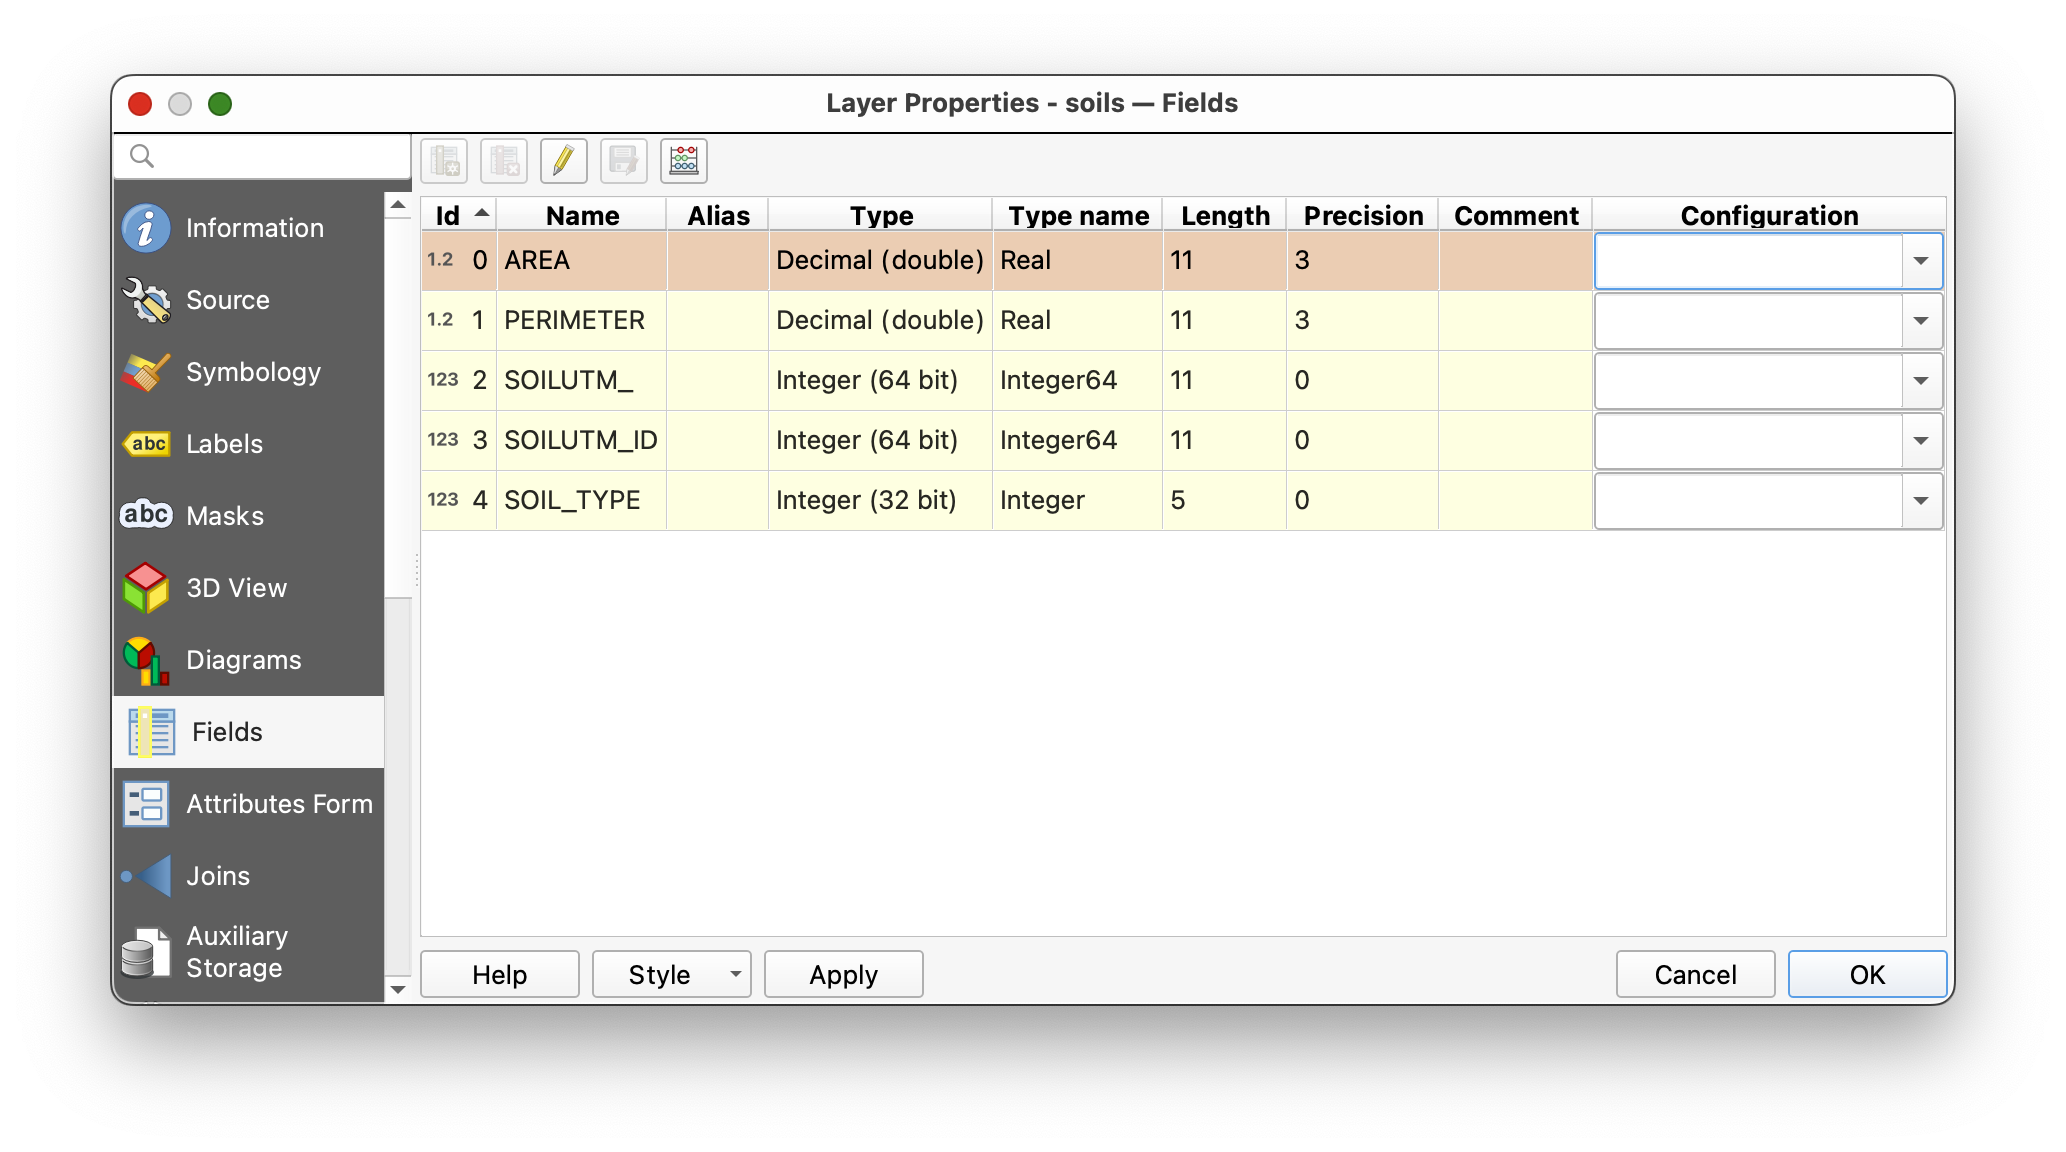 Layer Properties - soils — Fields
Information
Source
Symbology
abc Labels
abc Masks
3D View
Diagrams
Fields
Attributes Form
Joins
Auxiliary
Storage
Id Name Alias Type Type name Length Precision Comment Configuration
1.2 0 AREA Decimal (double) Real 11 3
1.2 1 PERIMETER Decimal (double) Real 11 3
123 2 SOILUTM_ Integer (64 bit) Integer64 11 0
123 3 SOILUTM_ID Integer (64 bit) Integer64 11 0
123 4 SOIL_TYPE Integer (32 bit) Integer 5 0
Help Style Apply Cancel OK